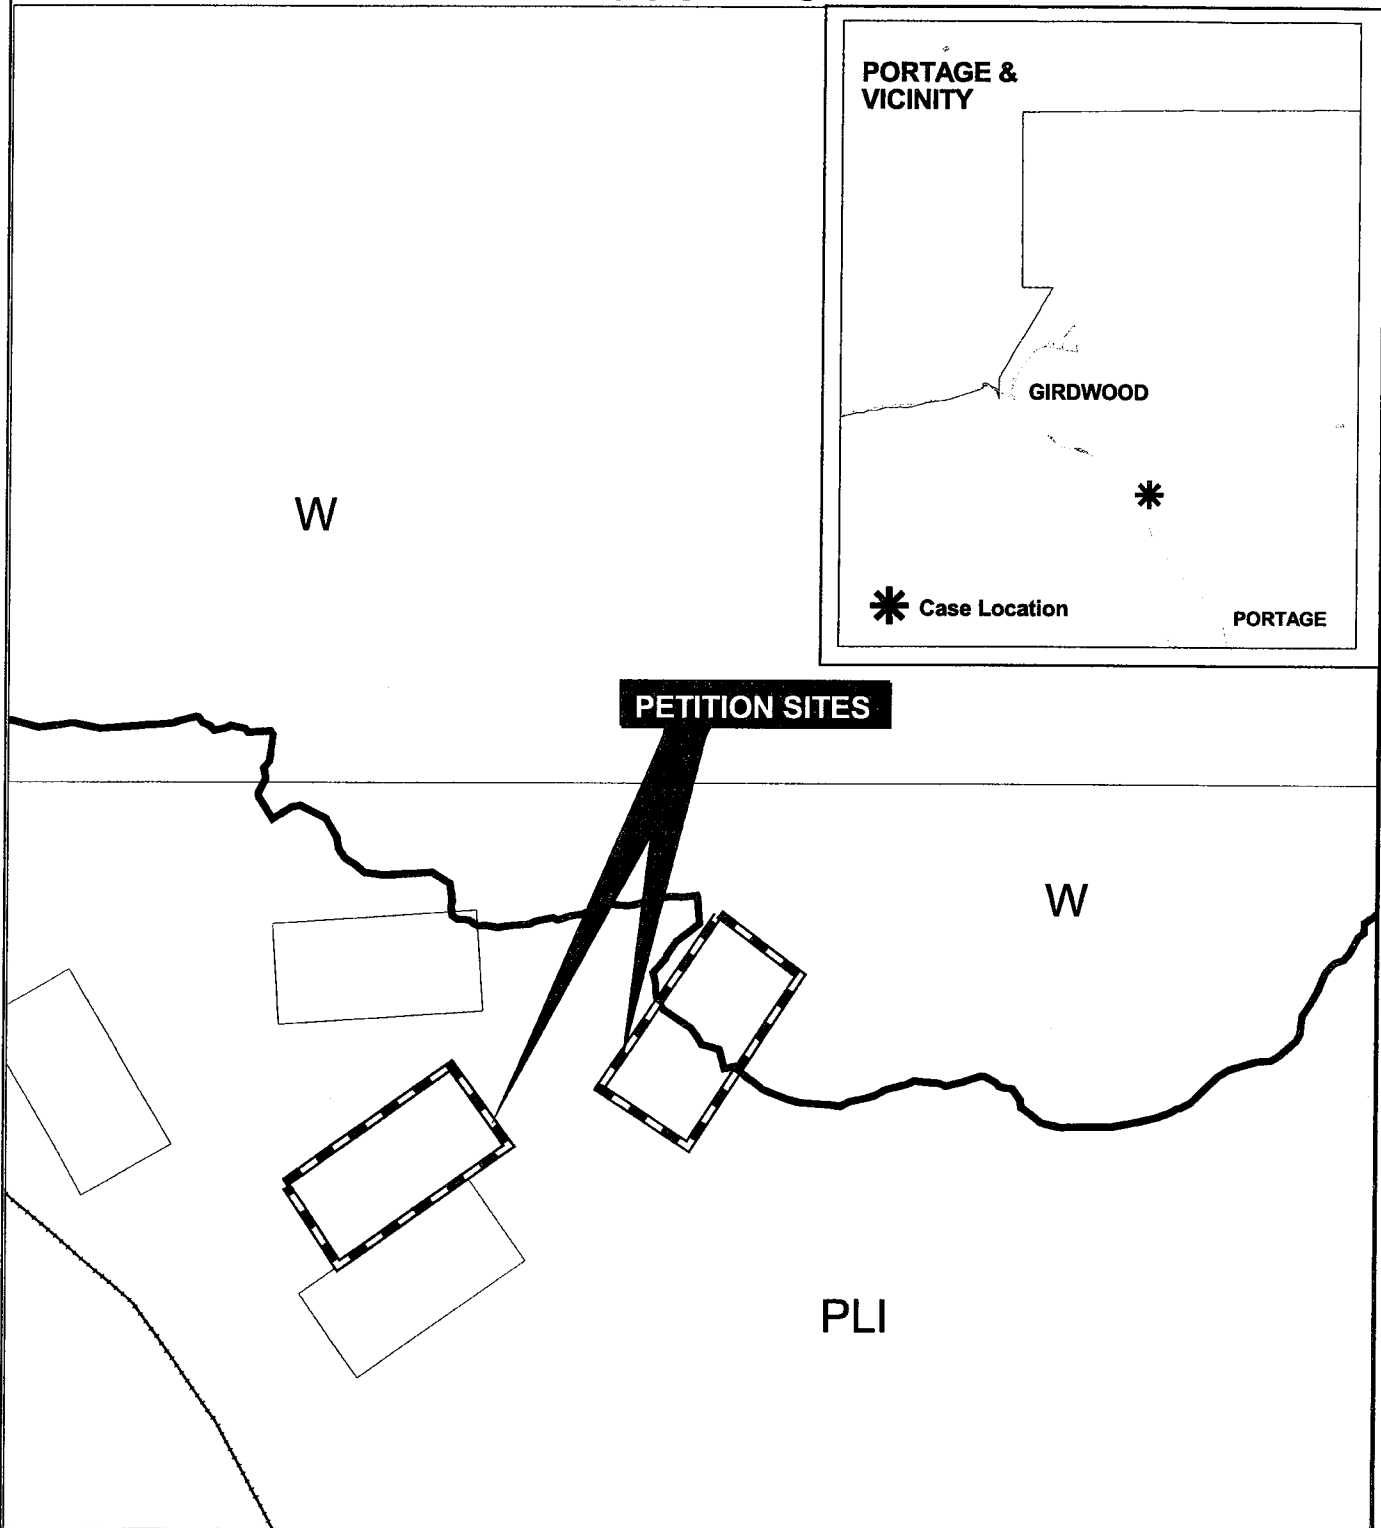 PORTAGE &
VICINITY
GIRDWOOD
Case Location
PORTAGE
W
PETITION SITES
W
PLI